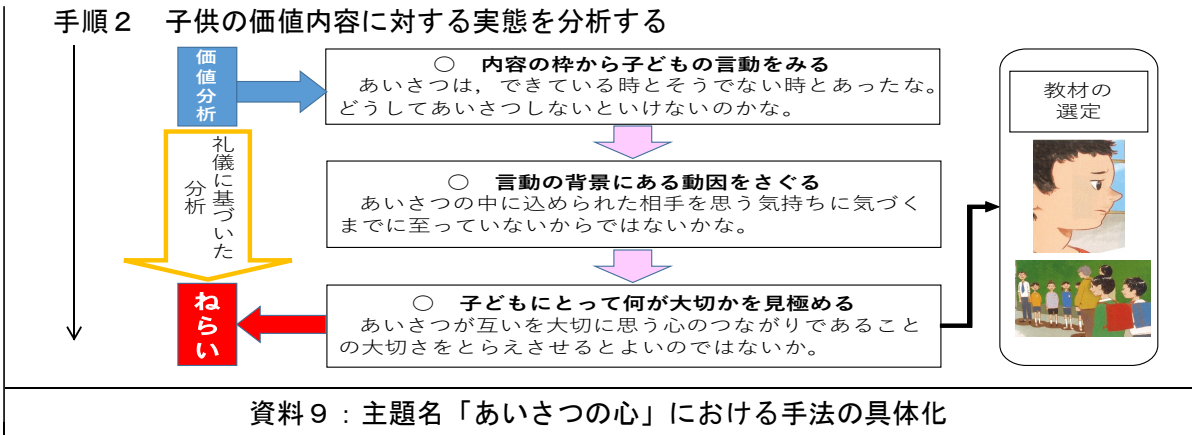 手順２　子供の価値内容に対する実態を分析する
価値分析
○　内容の枠から子どもの言動をみる
あいさつは，できている時とそうでない時とあったな。
どうしてあいさつしないといけないのかな。
教材の
選定
礼儀に基づいた
分析
○　言動の背景にある動因をさぐる
あいさつの中に込められた相手を思う気持ちに気づく
までに至っていないからではないかな。
ねらい
○　子どもにとって何が大切かを見極める
あいさつが互いを大切に思う心のつながりであること
の大切さをとらえさせるとよいのではないか。
資料９：主題名「あいさつの心」における手法の具体化